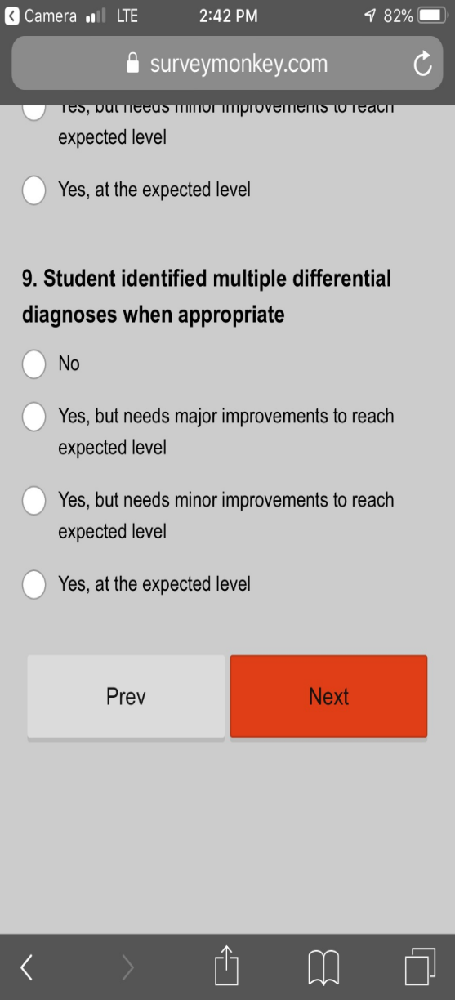 Camera LTE 2:42 PM 82%
surveymonkey.com
Yes, but needs minor improvements to reach
expected level
Yes, at the expected level
9. Student identified multiple differential
diagnoses when appropriate
No
Yes, but needs major improvements to reach
expected level
Yes, but needs minor improvements to reach
expected level
Yes, at the expected level
Prev Next